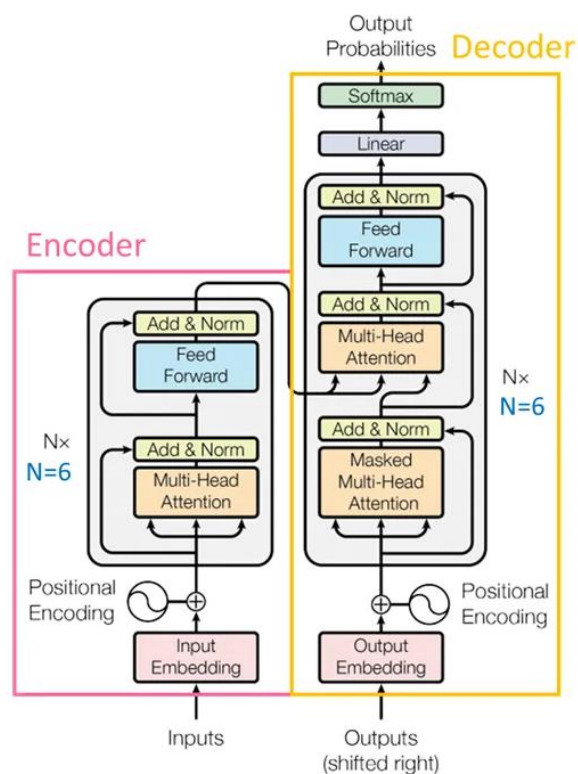 Output
Probabilities
Decoder
Softmax
Linear
Add & Norm
Feed
Forward
Add & Norm
Multi-Head
Attention
N×
N=6
Add & Norm
Masked
Multi-Head
Attention
Positional
Encoding
Output
Embedding
Outputs
(shifted right)
Encoder
Add & Norm
Feed
Forward
N×
N=6
Add & Norm
Multi-Head
Attention
Positional
Encoding
Input
Embedding
Inputs